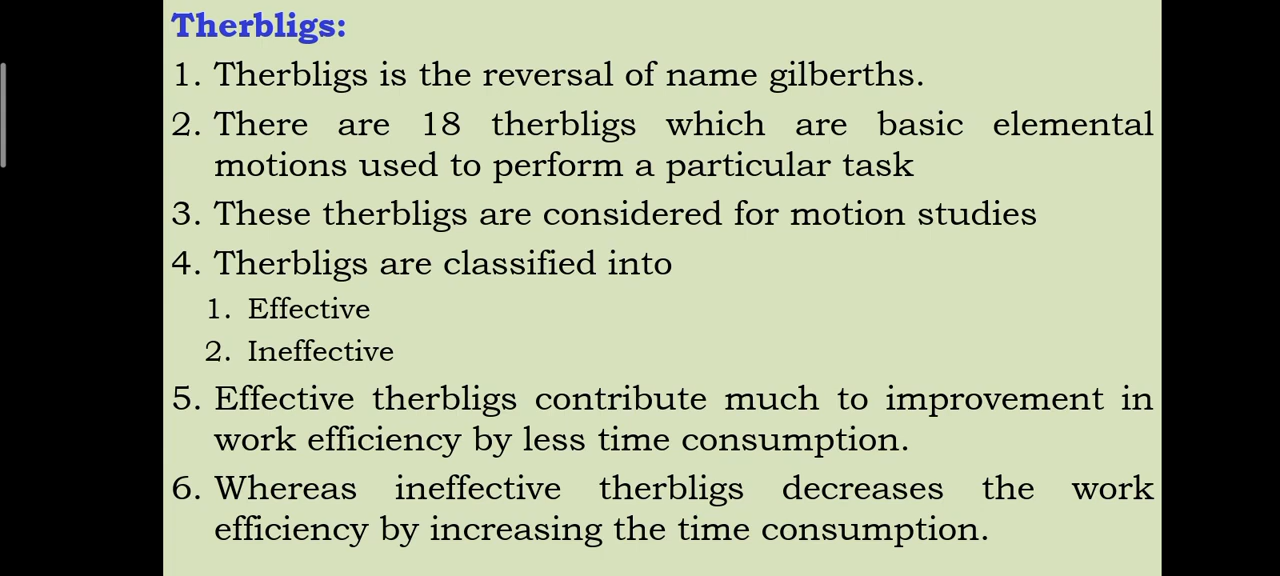 Therbligs:
1. Therbligs is the reversal of name gilberths.
2. There are 18 therbligs which are basic elemental
motions used to perform a particular task
3. These therbligs are considered for motion studies
4. Therbligs are classified into
1. Effective
2. Ineffective
5. Effective therbligs contribute much to improvement in
work efficiency by less time consumption.
6. Whereas ineffective therbligs decreases the work
efficiency by increasing the time consumption.